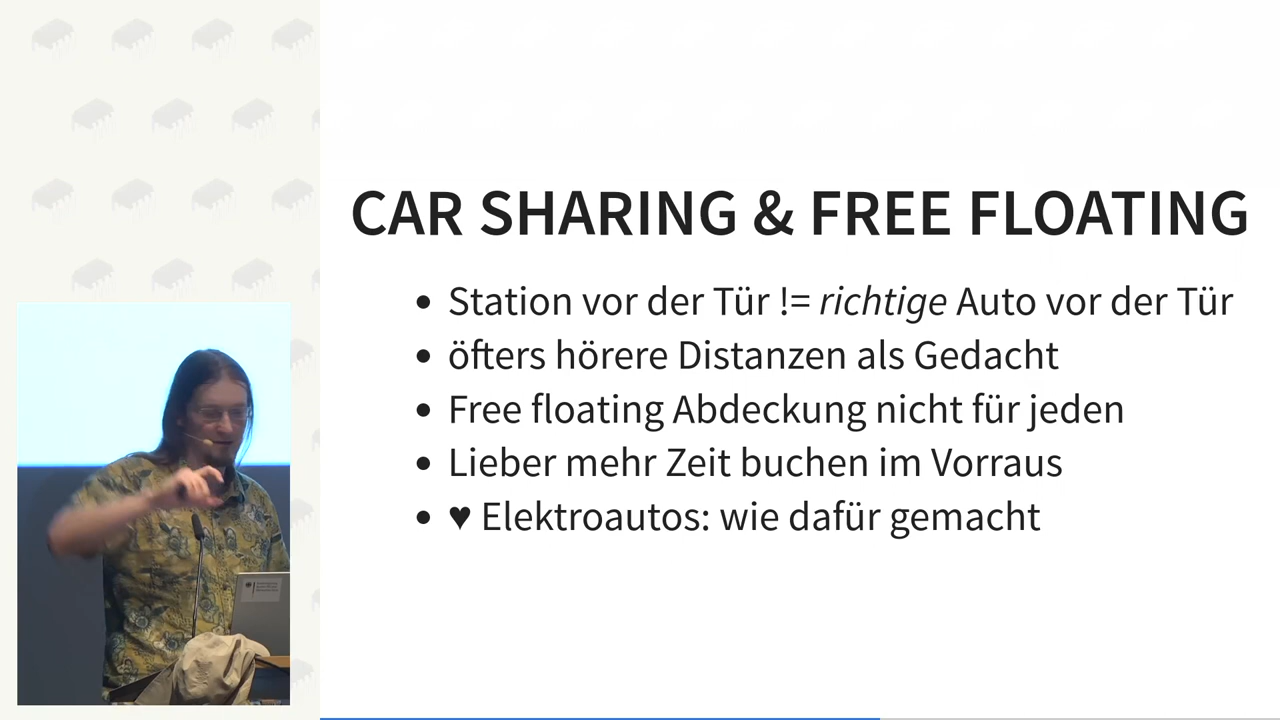 CAR SHARING & FREE FLOATING
• Station vor der Tür != richtige Auto vor der Tür
• öfters hörere Distanzen als Gedacht
• Free floating Abdeckung nicht für jeden
• Lieber mehr Zeit buchen im Vorraus
• ♥ Elektroautos: wie dafür gemacht